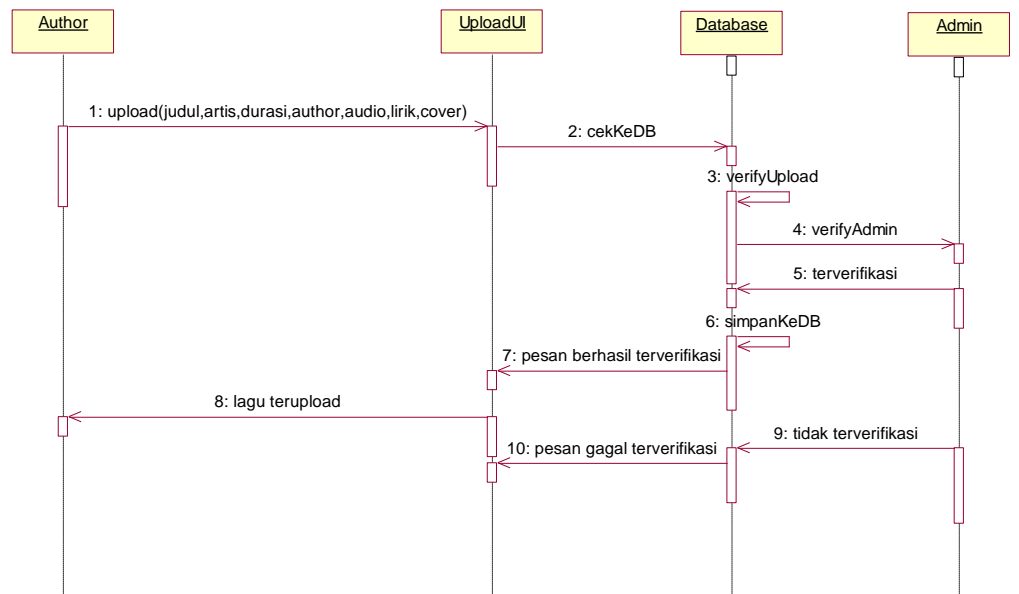 Author
UploadUI
Database
Admin
1: upload(judul,artis,durasi,author,audio,lirik,cover)
2: cekKeDB
3: verifyUpload
4: verifyAdmin
5: terverifikasi
6: simpanKeDB
7: pesan berhasil terverifikasi
8: lagu terupload
9: tidak terverifikasi
10: pesan gagal terverifikasi